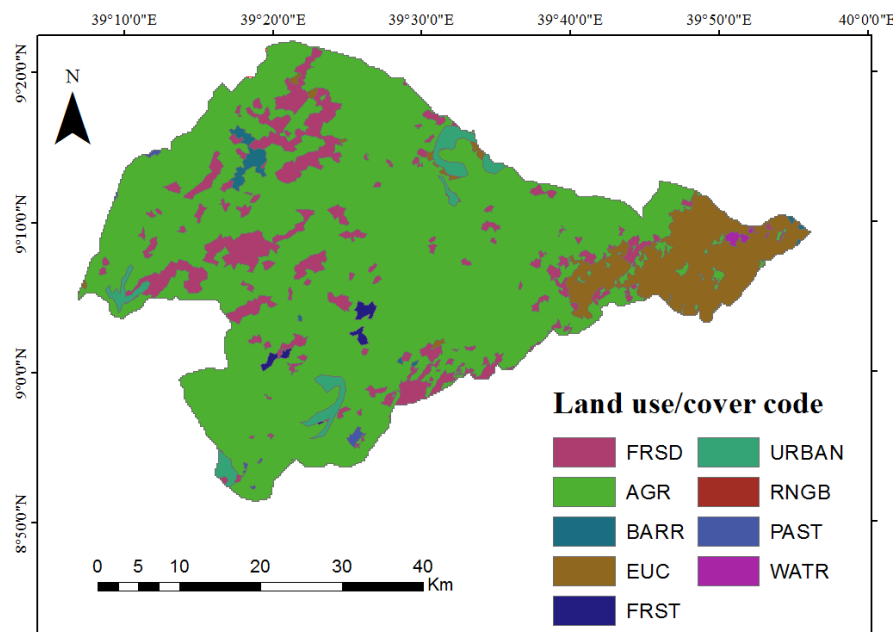 39°10'0"E 39°20'0"E 39°30'0"E 39°40'0"E 39°50'0"E 40°0'0"E
9°20'0"N
N
9°10'0"N
9°0'0"N
8°50'0"N
Land use/cover code
FRSD URBAN
AGR RNGB
BARR PAST
EUC WATR
FRST
0 5 10 20 30 40
Km